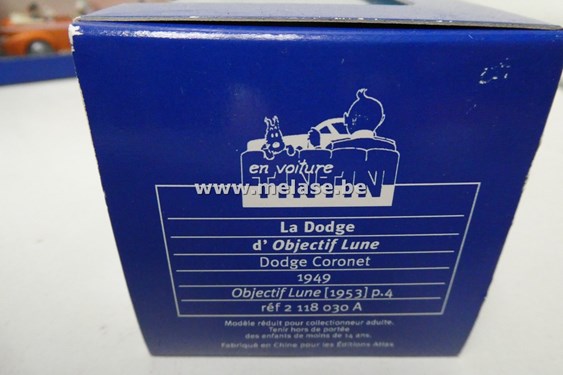 en voiture
TINTIN
www.melase.be
La Dodge
d' Objectif Lune
Dodge Coronet
1949
Objectif Lune [1953] p.4
réf 2 118 030 A
Modèle réduit pour collectionneur adulte.
Tenir hors de portée
des enfants de moins de 14 ans.
Fabriqué en Chine pour les Éditions Atlas